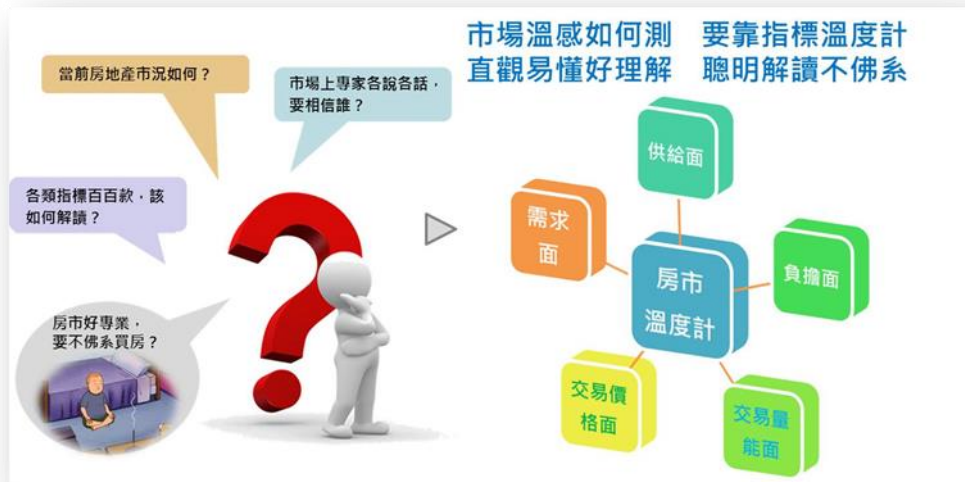 市場溫感如何測　要靠指標溫度計
直觀易懂好理解　聰明解讀不佛系
當前房地產市況如何？
市場上專家各說各話，
要相信誰？
各類指標百百款，該
如何解讀？
房市好專業，
要不佛系買房？
供給面
需求
面
房市
溫度計
負擔面
交易價
格面
交易量
能面